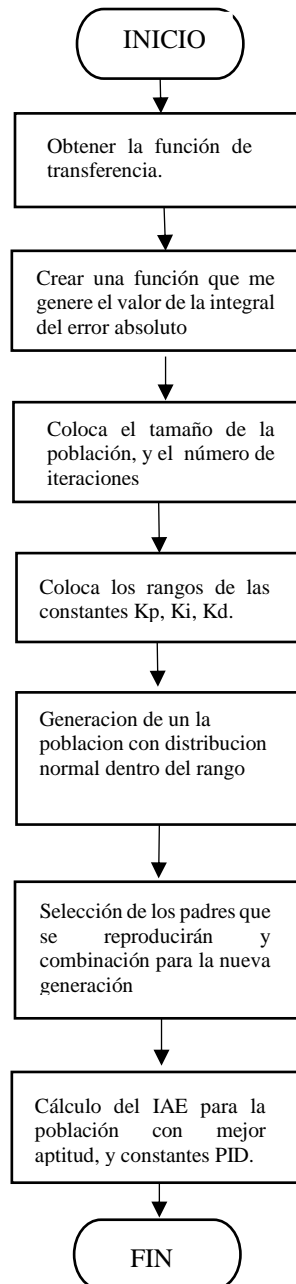 INICIO
Obtener la función de
transferencia.
Crear una función que me
genere el valor de la integral
del error absoluto
Coloca el tamaño de la
población, y el número de
iteraciones
Coloca los rangos de las
constantes Kp, Ki, Kd.
Generacion de un la
poblacion con distribucion
normal dentro del rango
Selección de los padres que
se reproducirán y
combinación para la nueva
generación
Cálculo del IAE para la
población con mejor
aptitud, y constantes PID.
FIN